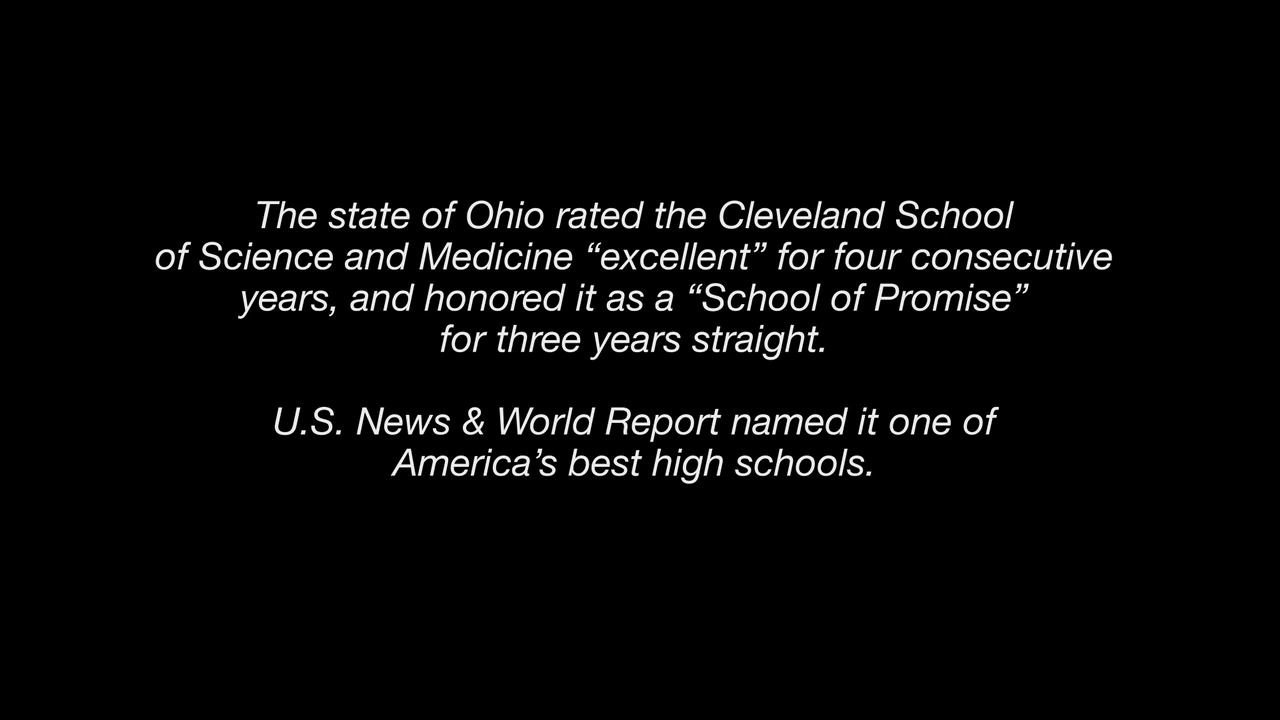 The state of Ohio rated the Cleveland School
of Science and Medicine “excellent” for four consecutive
years, and honored it as a “School of Promise”
for three years straight.
U.S. News & World Report named it one of
America’s best high schools.